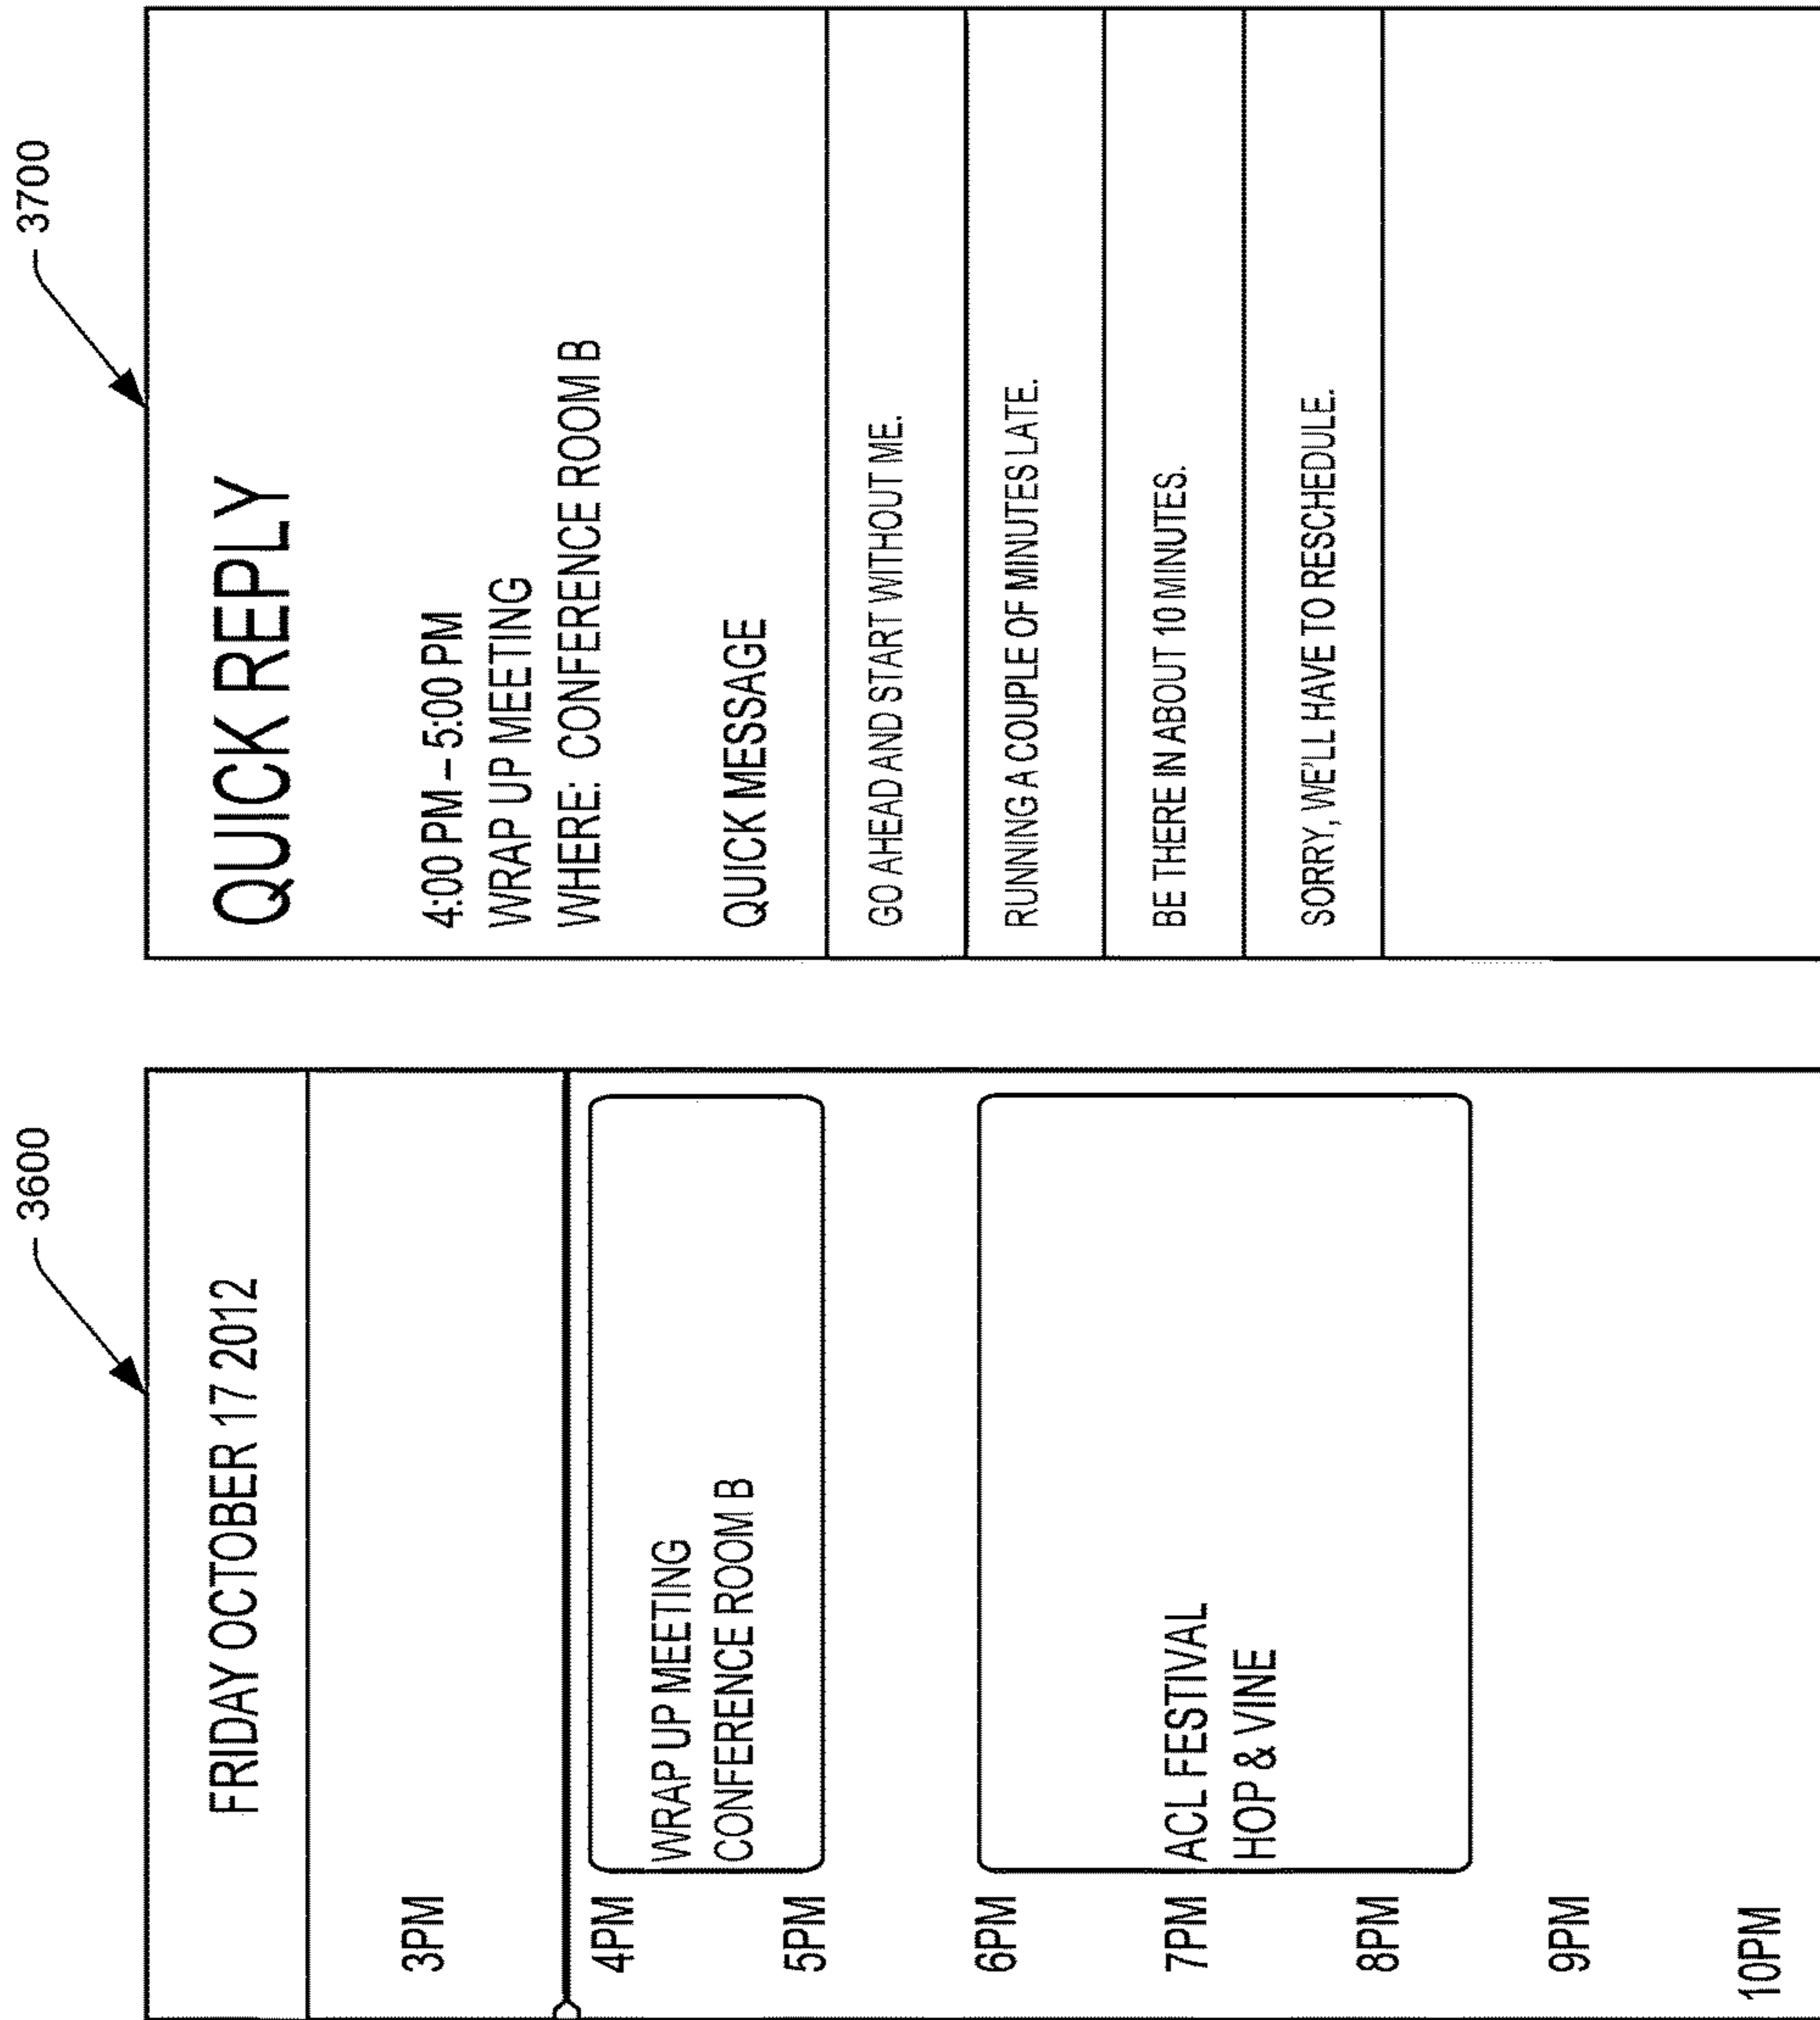 3600
FRIDAY OCTOBER 17 2012
3PM
4PM
WRAP UP MEETING
CONFERENCE ROOM B
5PM
6PM
7PM
ACL FESTIVAL
HOP & VINE
8PM
9PM
10PM
3700
QUICK REPLY
4:00 PM – 5:00 PM
WRAP UP MEETING
WHERE: CONFERENCE ROOM B
QUICK MESSAGE
GO AHEAD AND START WITHOUT ME.
RUNNING A COUPLE OF MINUTES LATE.
BE THERE IN ABOUT 10 MINUTES.
SORRY, WE'LL HAVE TO RESCHEDULE.